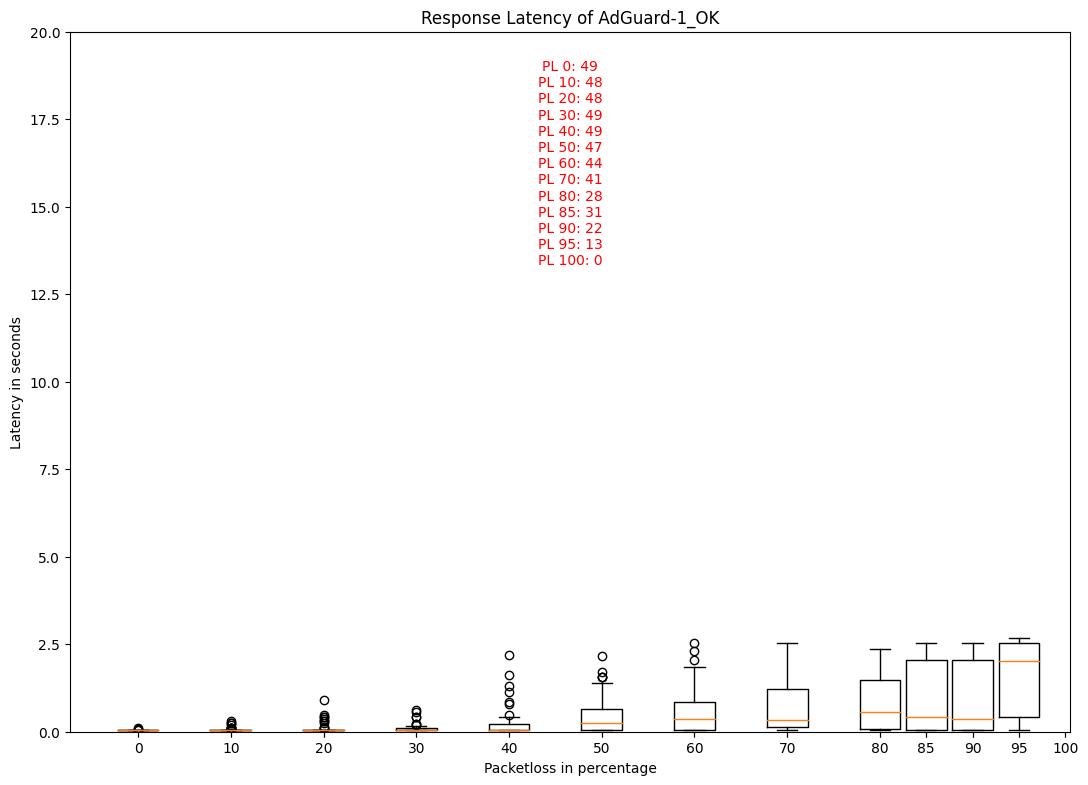 Response Latency of AdGuard-1_OK
20.0
17.5
15.0
12.5
10.0
7.5
5.0
2.5
0.0
Latency in seconds
PL 0: 49
PL 10: 48
PL 20: 48
PL 30: 49
PL 40: 49
PL 50: 47
PL 60: 44
PL 70: 41
PL 80: 28
PL 85: 31
PL 90: 22
PL 95: 13
PL 100: 0
0 10 20 30 40 50 60 70 80 85 90 95 100
Packetloss in percentage